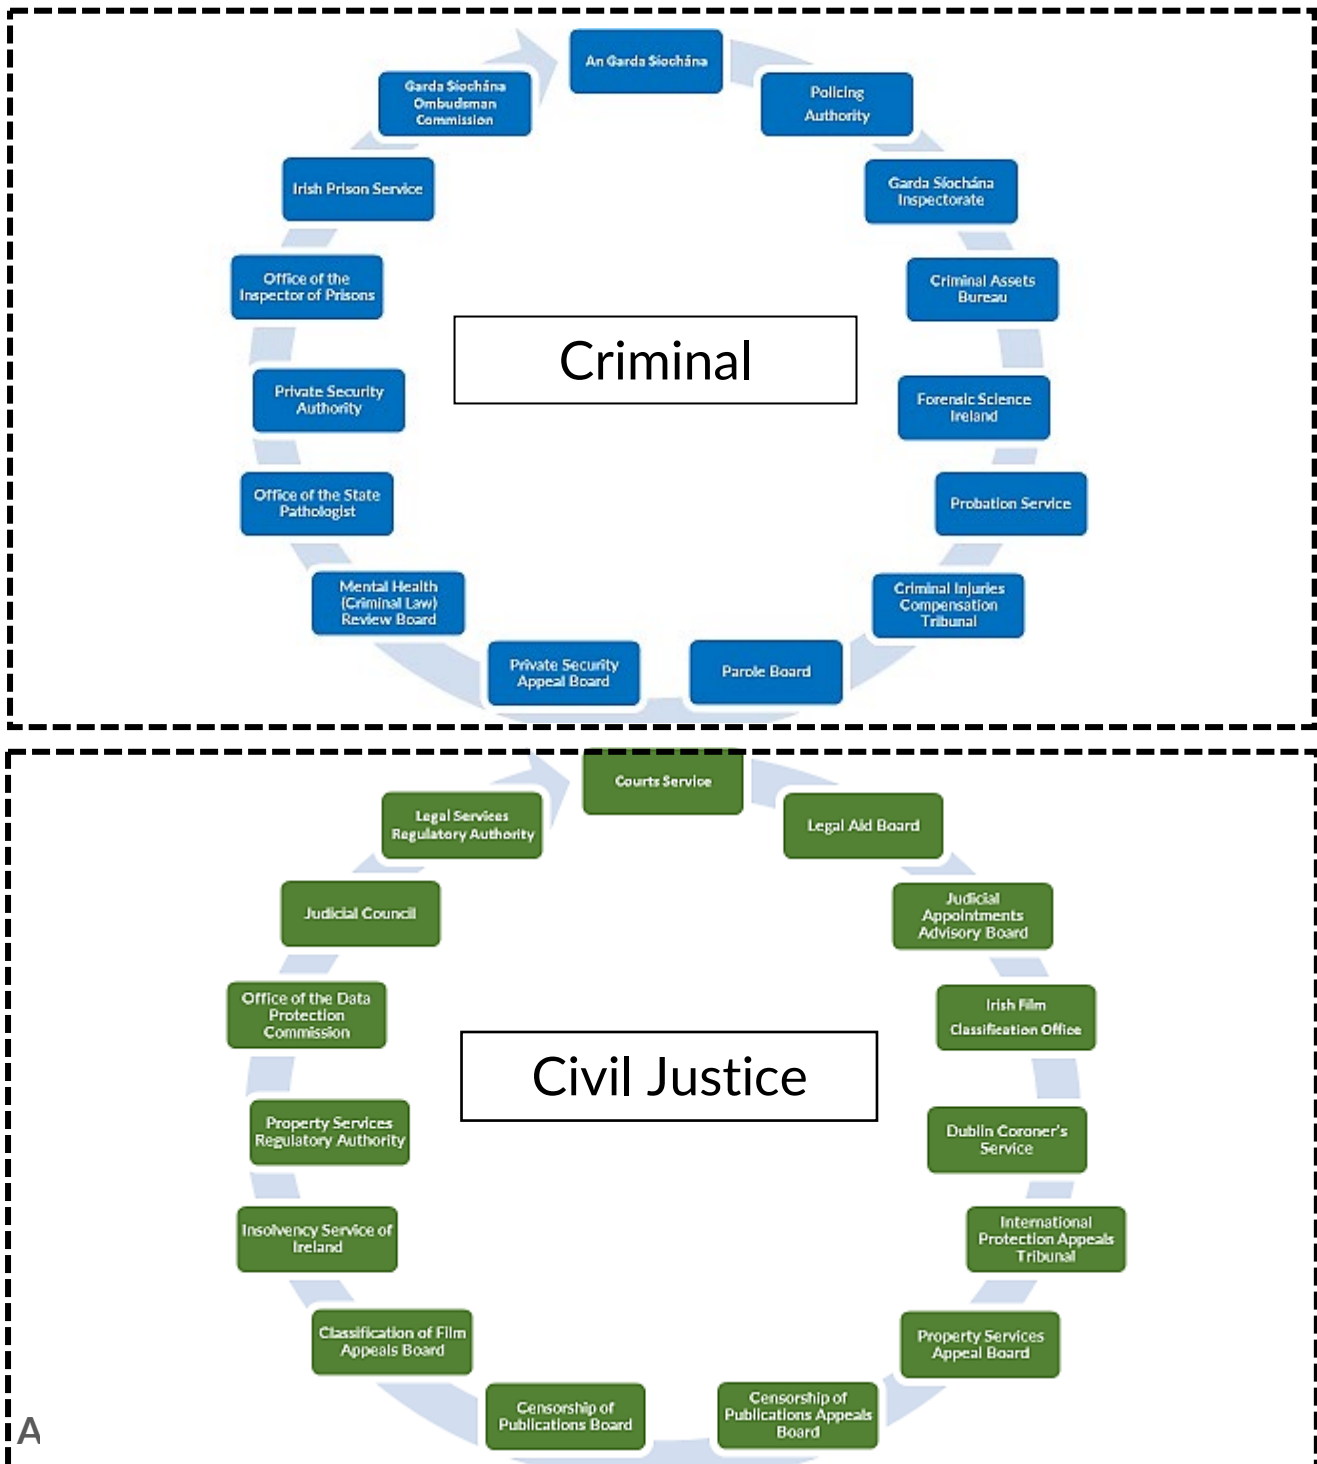 An Garda Síochána
Policing
Authority
Garda Síochána
Inspectorate
Criminal Assets
Bureau
Forensic Science
Ireland
Probation Service
Criminal Injuries
Compensation
Tribunal
Parole Board
Private Security
Appeal Board
Mental Health
(Criminal Law)
Review Board
Office of the State
Pathologist
Private Security
Authority
Office of the
Inspector of Prisons
Irish Prison Service
Garda Síochána
Ombudsman
Commission
Criminal
Courts Service
Legal Aid Board
Judicial
Appointments
Advisory Board
Irish Film
Classification Office
Dublin Coroner's
Service
International
Protection Appeals
Tribunal
Property Services
Appeal Board
Censorship of
Publications Appeals
Board
Censorship of
Publications Board
Classification of Film
Appeals Board
Insolvency Service of
Ireland
Property Services
Regulatory Authority
Office of the Data
Protection
Commission
Judicial Council
Legal Services
Regulatory Authority
Civil Justice
A